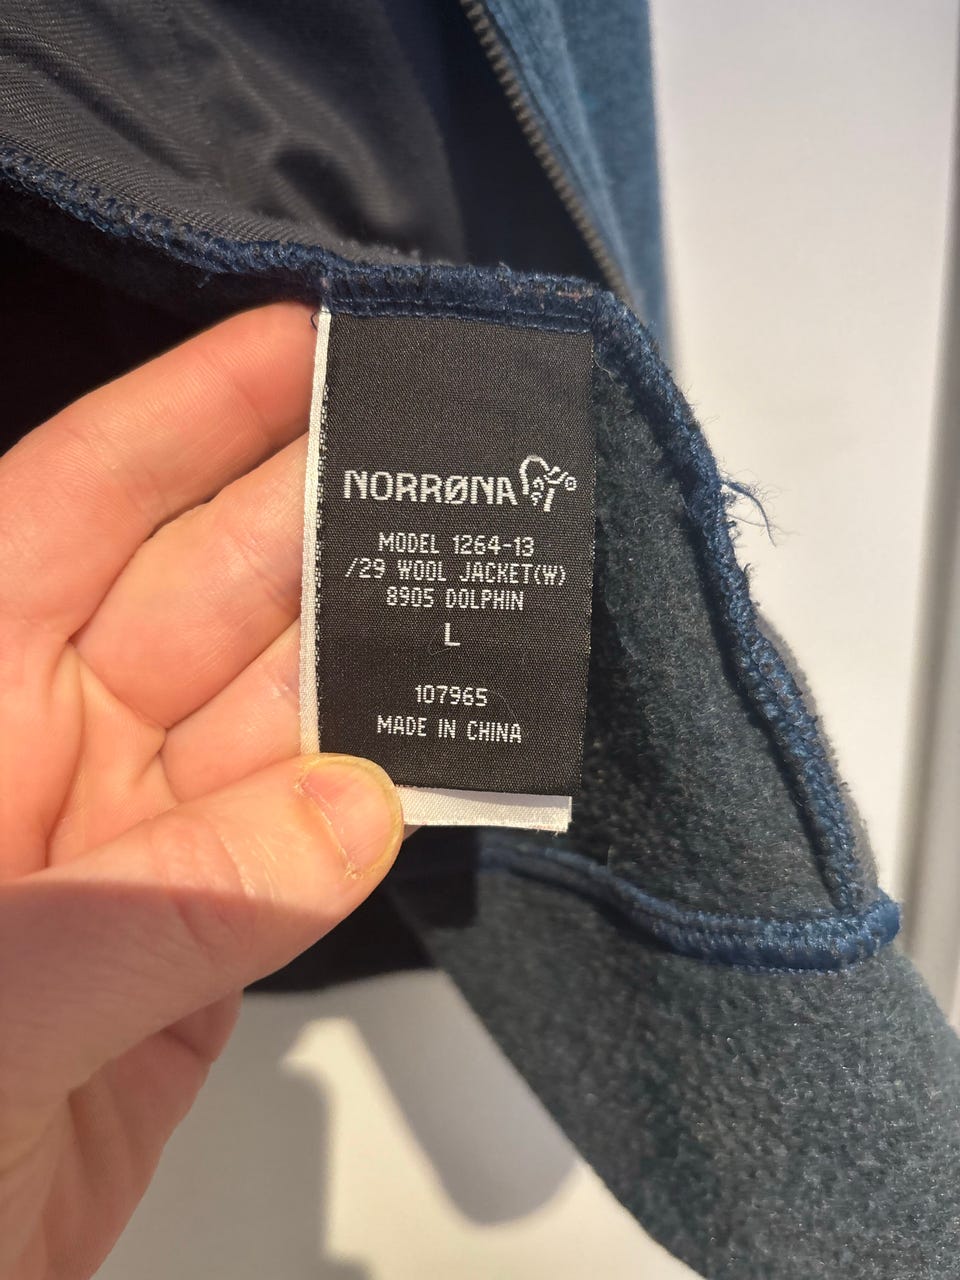 NORRØNA
MODEL 1264-13
/29 WOOL JACKET(W)
8905 DOLPHIN
L
107965
MADE IN CHINA